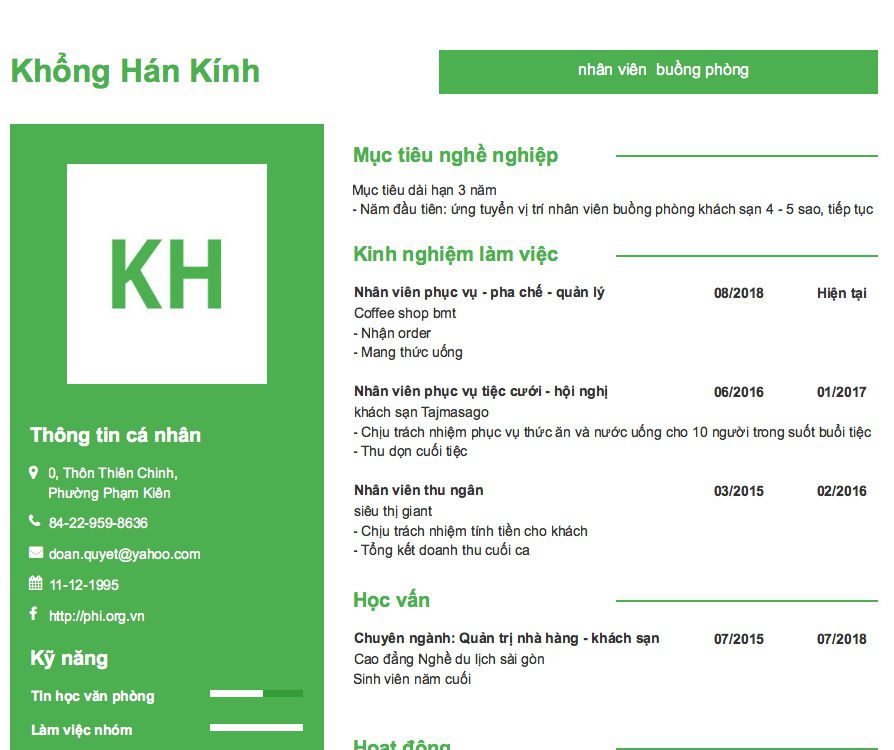 Khổng Hán Kính
nhân viên buồng phòng
KH
Thông tin cá nhân
0, Thôn Thiên Chinh,
Phường Phạm Kiên
84-22-959-8636
doan.quyet@yahoo.com
11-12-1995
http://phi.org.vn
Kỹ năng
Tin học văn phòng
Làm việc nhóm
Mục tiêu nghề nghiệp
Mục tiêu dài hạn 3 năm
- Năm đầu tiên: ứng tuyển vị trí nhân viên buồng phòng khách sạn 4 - 5 sao, tiếp tục
Kinh nghiệm làm việc
Nhân viên phục vụ - pha chế - quản lý 08/2018 Hiện tại
Coffee shop bmt
- Nhận order
- Mang thức uống
Nhân viên phục vụ tiệc cưới - hội nghị 06/2016 01/2017
khách sạn Tajmasago
- Chịu trách nhiệm phục vụ thức ăn và nước uống cho 10 người trong suốt buổi tiệc
- Thu dọn cuối tiệc
Nhân viên thu ngân 03/2015 02/2016
siêu thị giant
- Chịu trách nhiệm tính tiền cho khách
- Tổng kết doanh thu cuối ca
Học vấn
Chuyên ngành: Quản trị nhà hàng - khách sạn 07/2015 07/2018
Cao đẳng Nghề du lịch sài gòn
Sinh viên năm cuối
Hoạt động